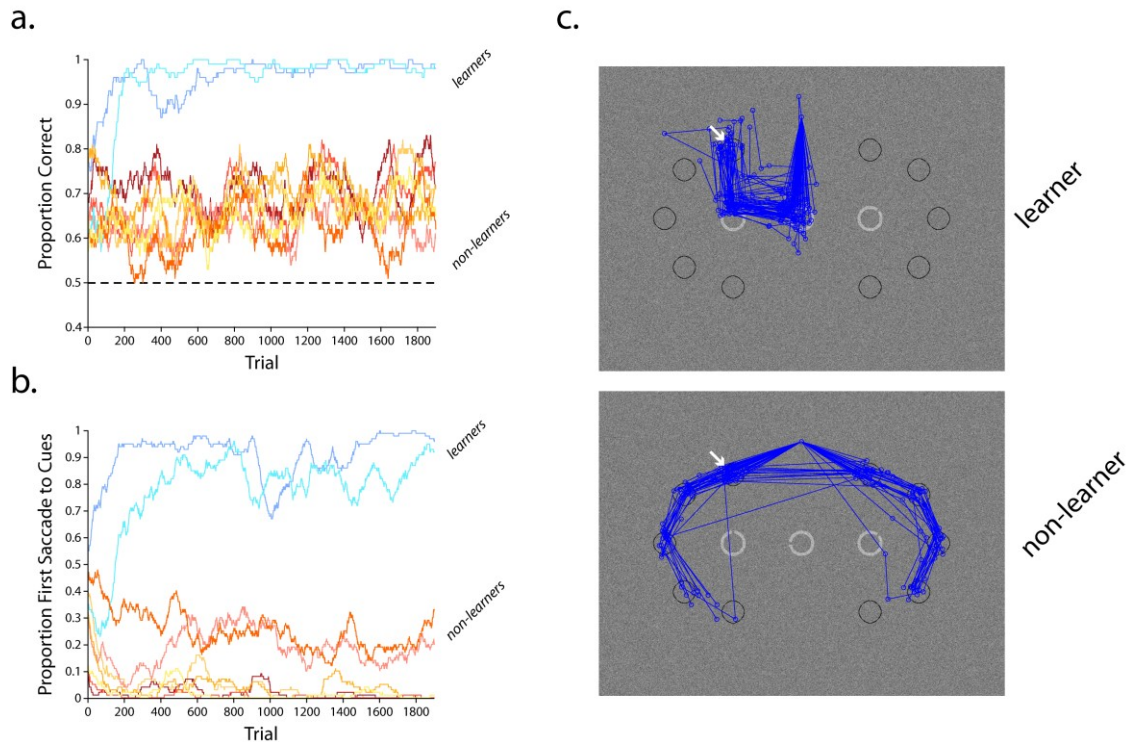 a.
Proportion Correct
1
0.9
0.8
0.7
0.6
0.5
0.4
0 200 400 600 800 1000 1200 1400 1600 1800
Trial
learners
non-learners
b.
Proportion First Saccade to Cues
1
0.9
0.8
0.7
0.6
0.5
0.4
0.3
0.2
0.1
0
0 200 400 600 800 1000 1200 1400 1600 1800
Trial
learners
non-learners
c.
learner
non-learner